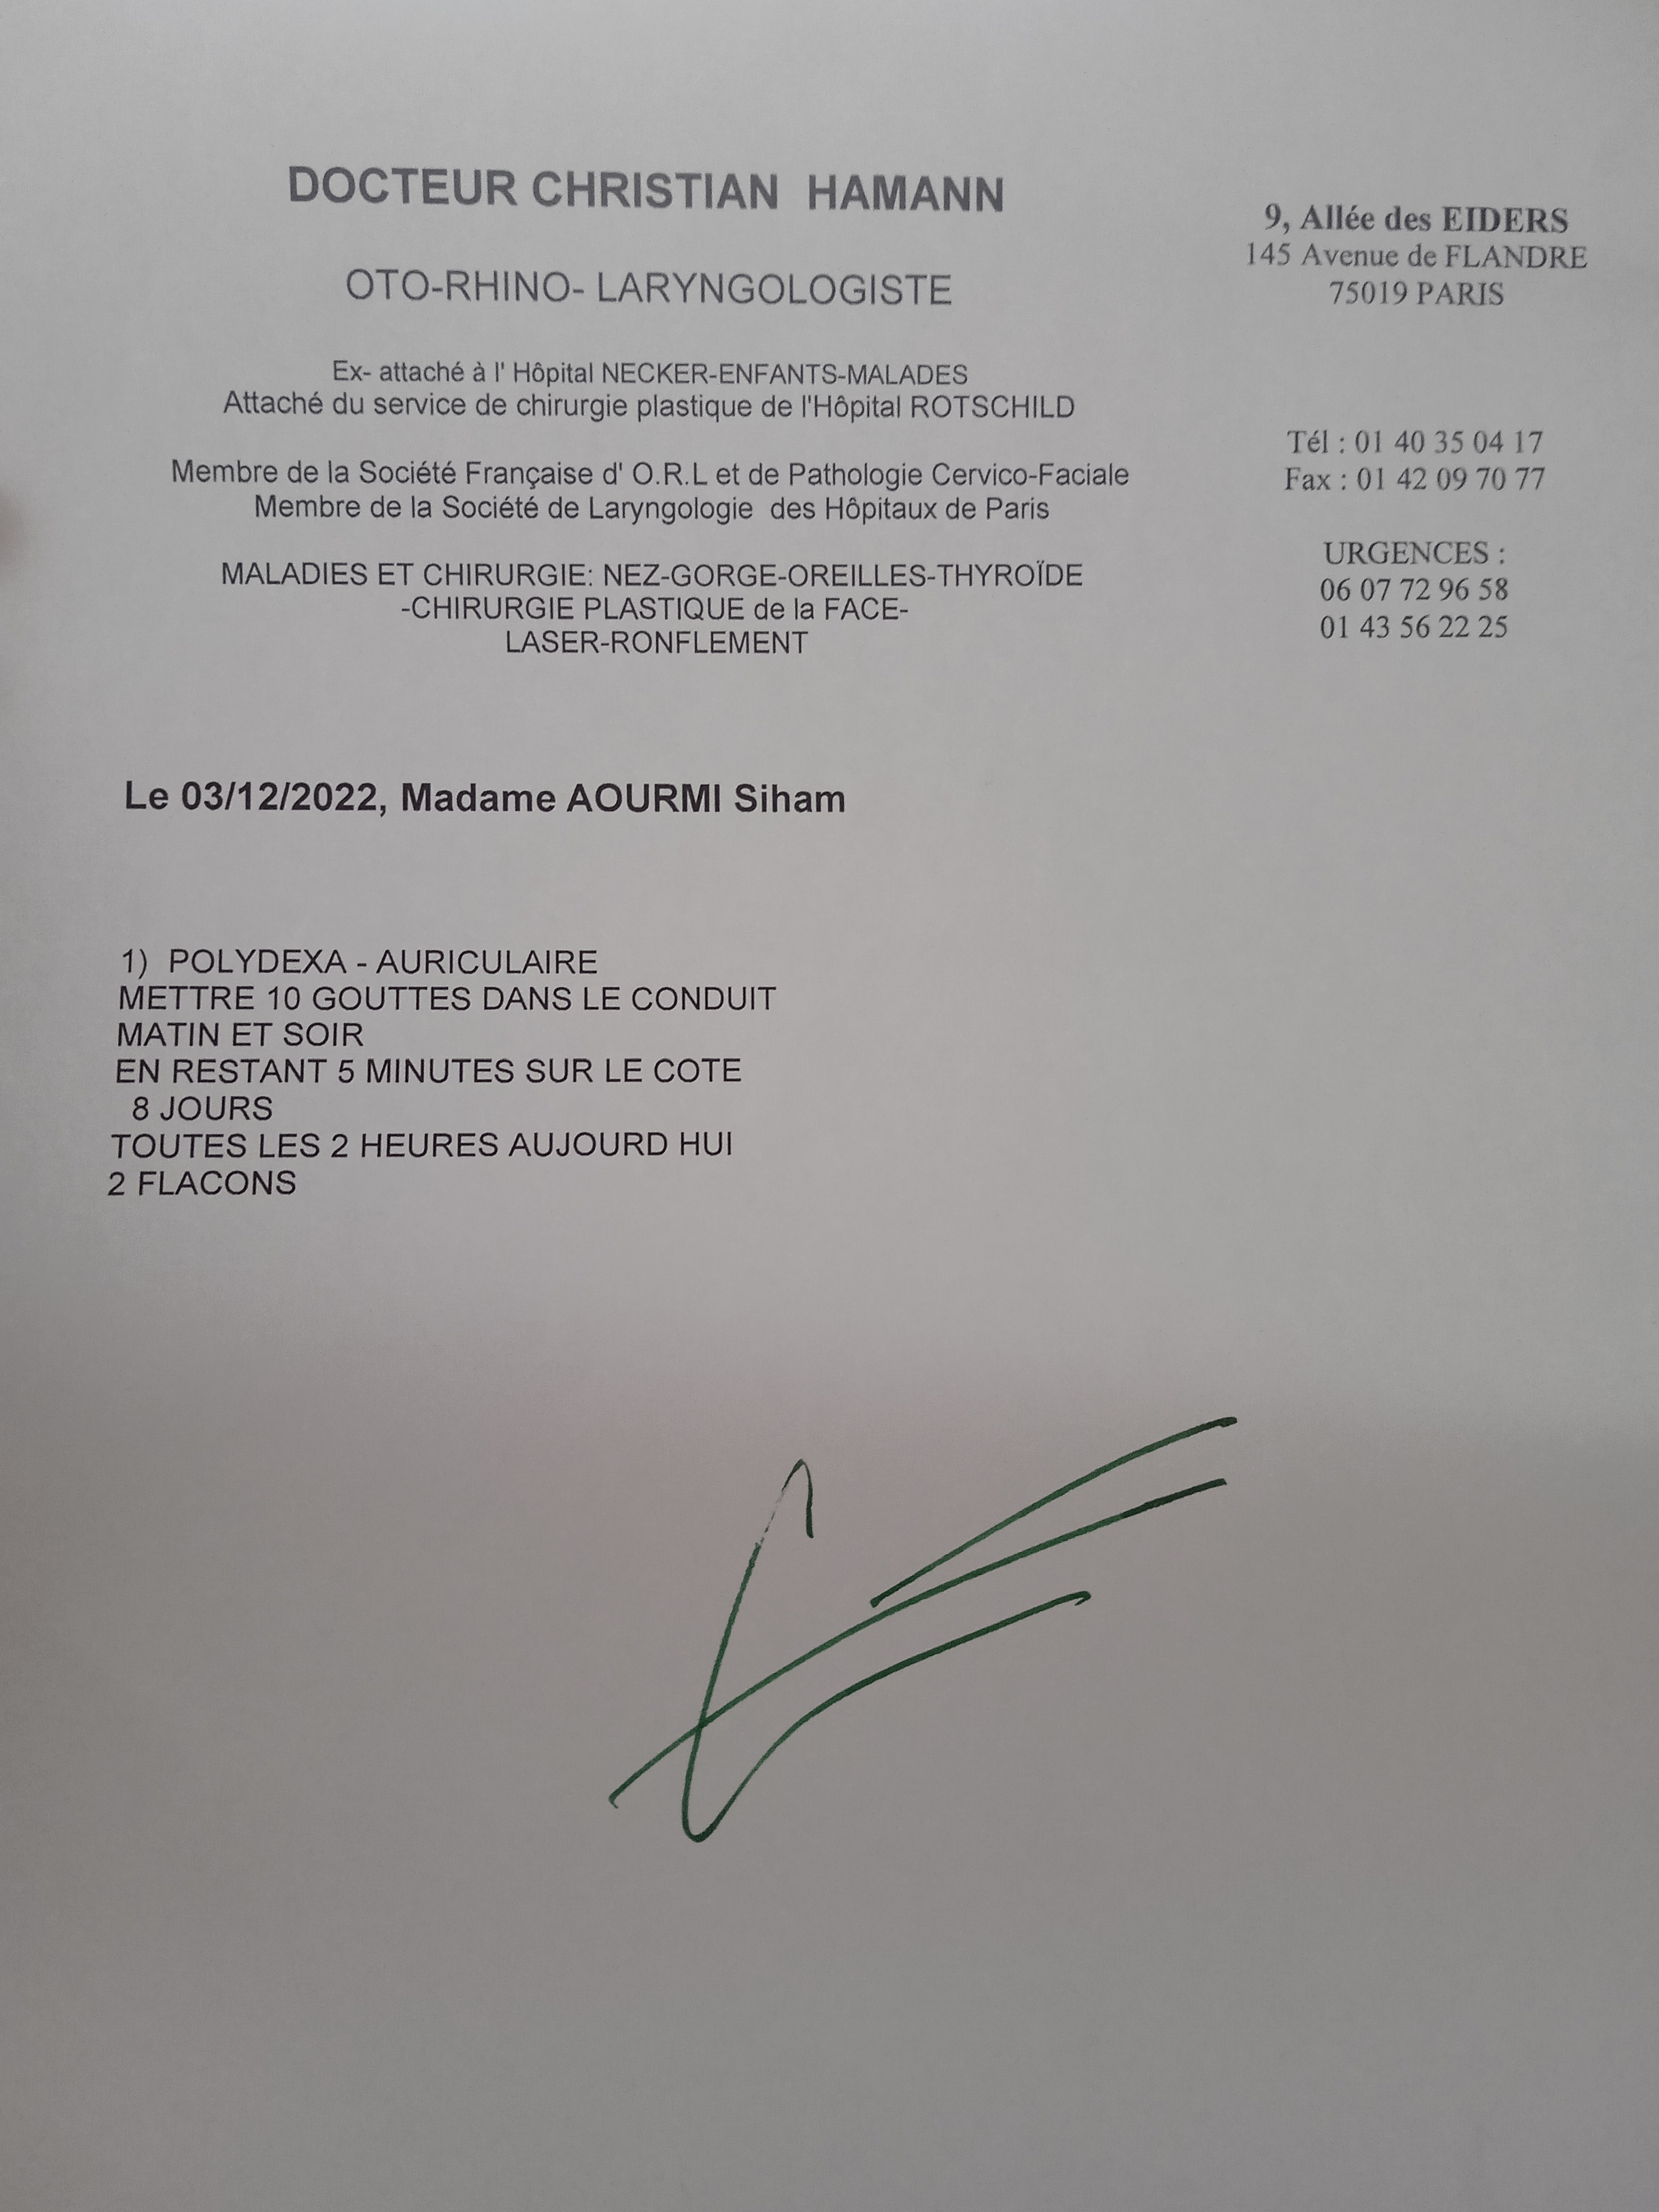 DOCTEUR CHRISTIAN HAMANN
OTO-RHINO- LARYNGOLOGISTE
Ex- attaché à l' Hôpital NECKER-ENFANTS-MALADES
Attaché du service de chirurgie plastique de l'Hôpital ROTSCHILD
Membre de la Société Française d' O.R.L et de Pathologie Cervico-Faciale
Membre de la Société de Laryngologie des Hôpitaux de Paris
MALADIES ET CHIRURGIE: NEZ-GORGE-OREILLES-THYROÏDE
-CHIRURGIE PLASTIQUE de la FACE-
LASER-RONFLEMENT
9, Allée des EIDERS
145 Avenue de FLANDRE
75019 PARIS
Tél : 01 40 35 04 17
Fax : 01 42 09 70 77
URGENCES :
06 07 72 96 58
01 43 56 22 25
Le 03/12/2022, Madame AOURMI Siham
1) POLYDEXA - AURICULAIRE
METTRE 10 GOUTTES DANS LE CONDUIT
MATIN ET SOIR
EN RESTANT 5 MINUTES SUR LE COTE
8 JOURS
TOUTES LES 2 HEURES AUJOURD HUI
2 FLACONS